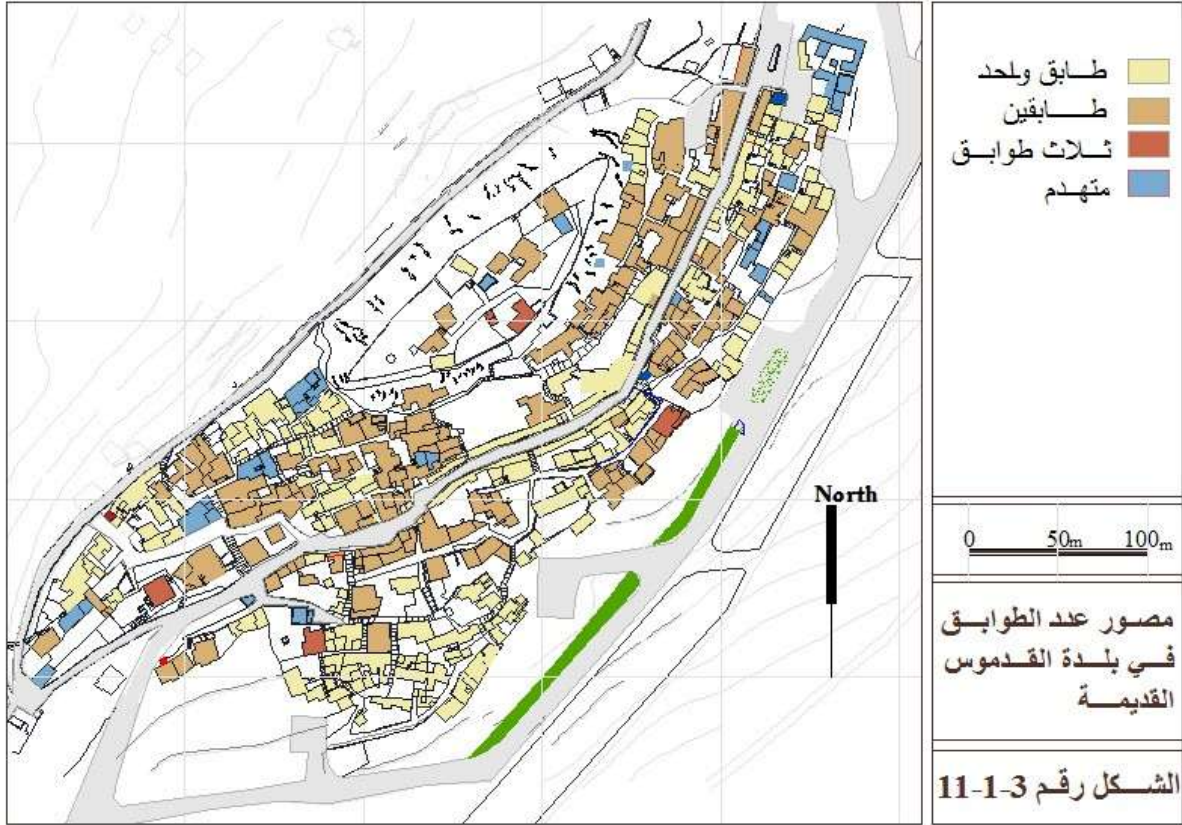 طابق واحد
طابقين
ثلاث طوابق
متهدم
North
0 50m 100m
مصور عدد الطوابق
في بلدة القدموس
القديمة
الشكل رقم 3-1-11